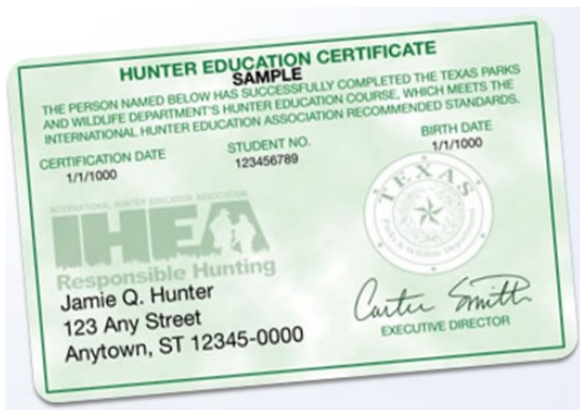 HUNTER EDUCATION CERTIFICATE
SAMPLE
THE PERSON NAMED BELOW HAS SUCCESSFULLY COMPLETED THE TEXAS PARKS
AND WILDLIFE DEPARTMENT'S HUNTER EDUCATION COURSE, WHICH MEETS THE
INTERNATIONAL HUNTER EDUCATION ASSOCIATION RECOMMENDED STANDARDS.
CERTIFICATION DATE
1/1/1000
STUDENT NO.
123456789
BIRTH DATE
1/1/1000
INTERNATIONAL HUNTER EDUCATION ASSOCIATION
IHEA
Responsible Hunting
TEXAS
Parks & Wildlife Department
Jamie Q. Hunter
123 Any Street
Anytown, ST 12345-0000
Carter Smith
EXECUTIVE DIRECTOR